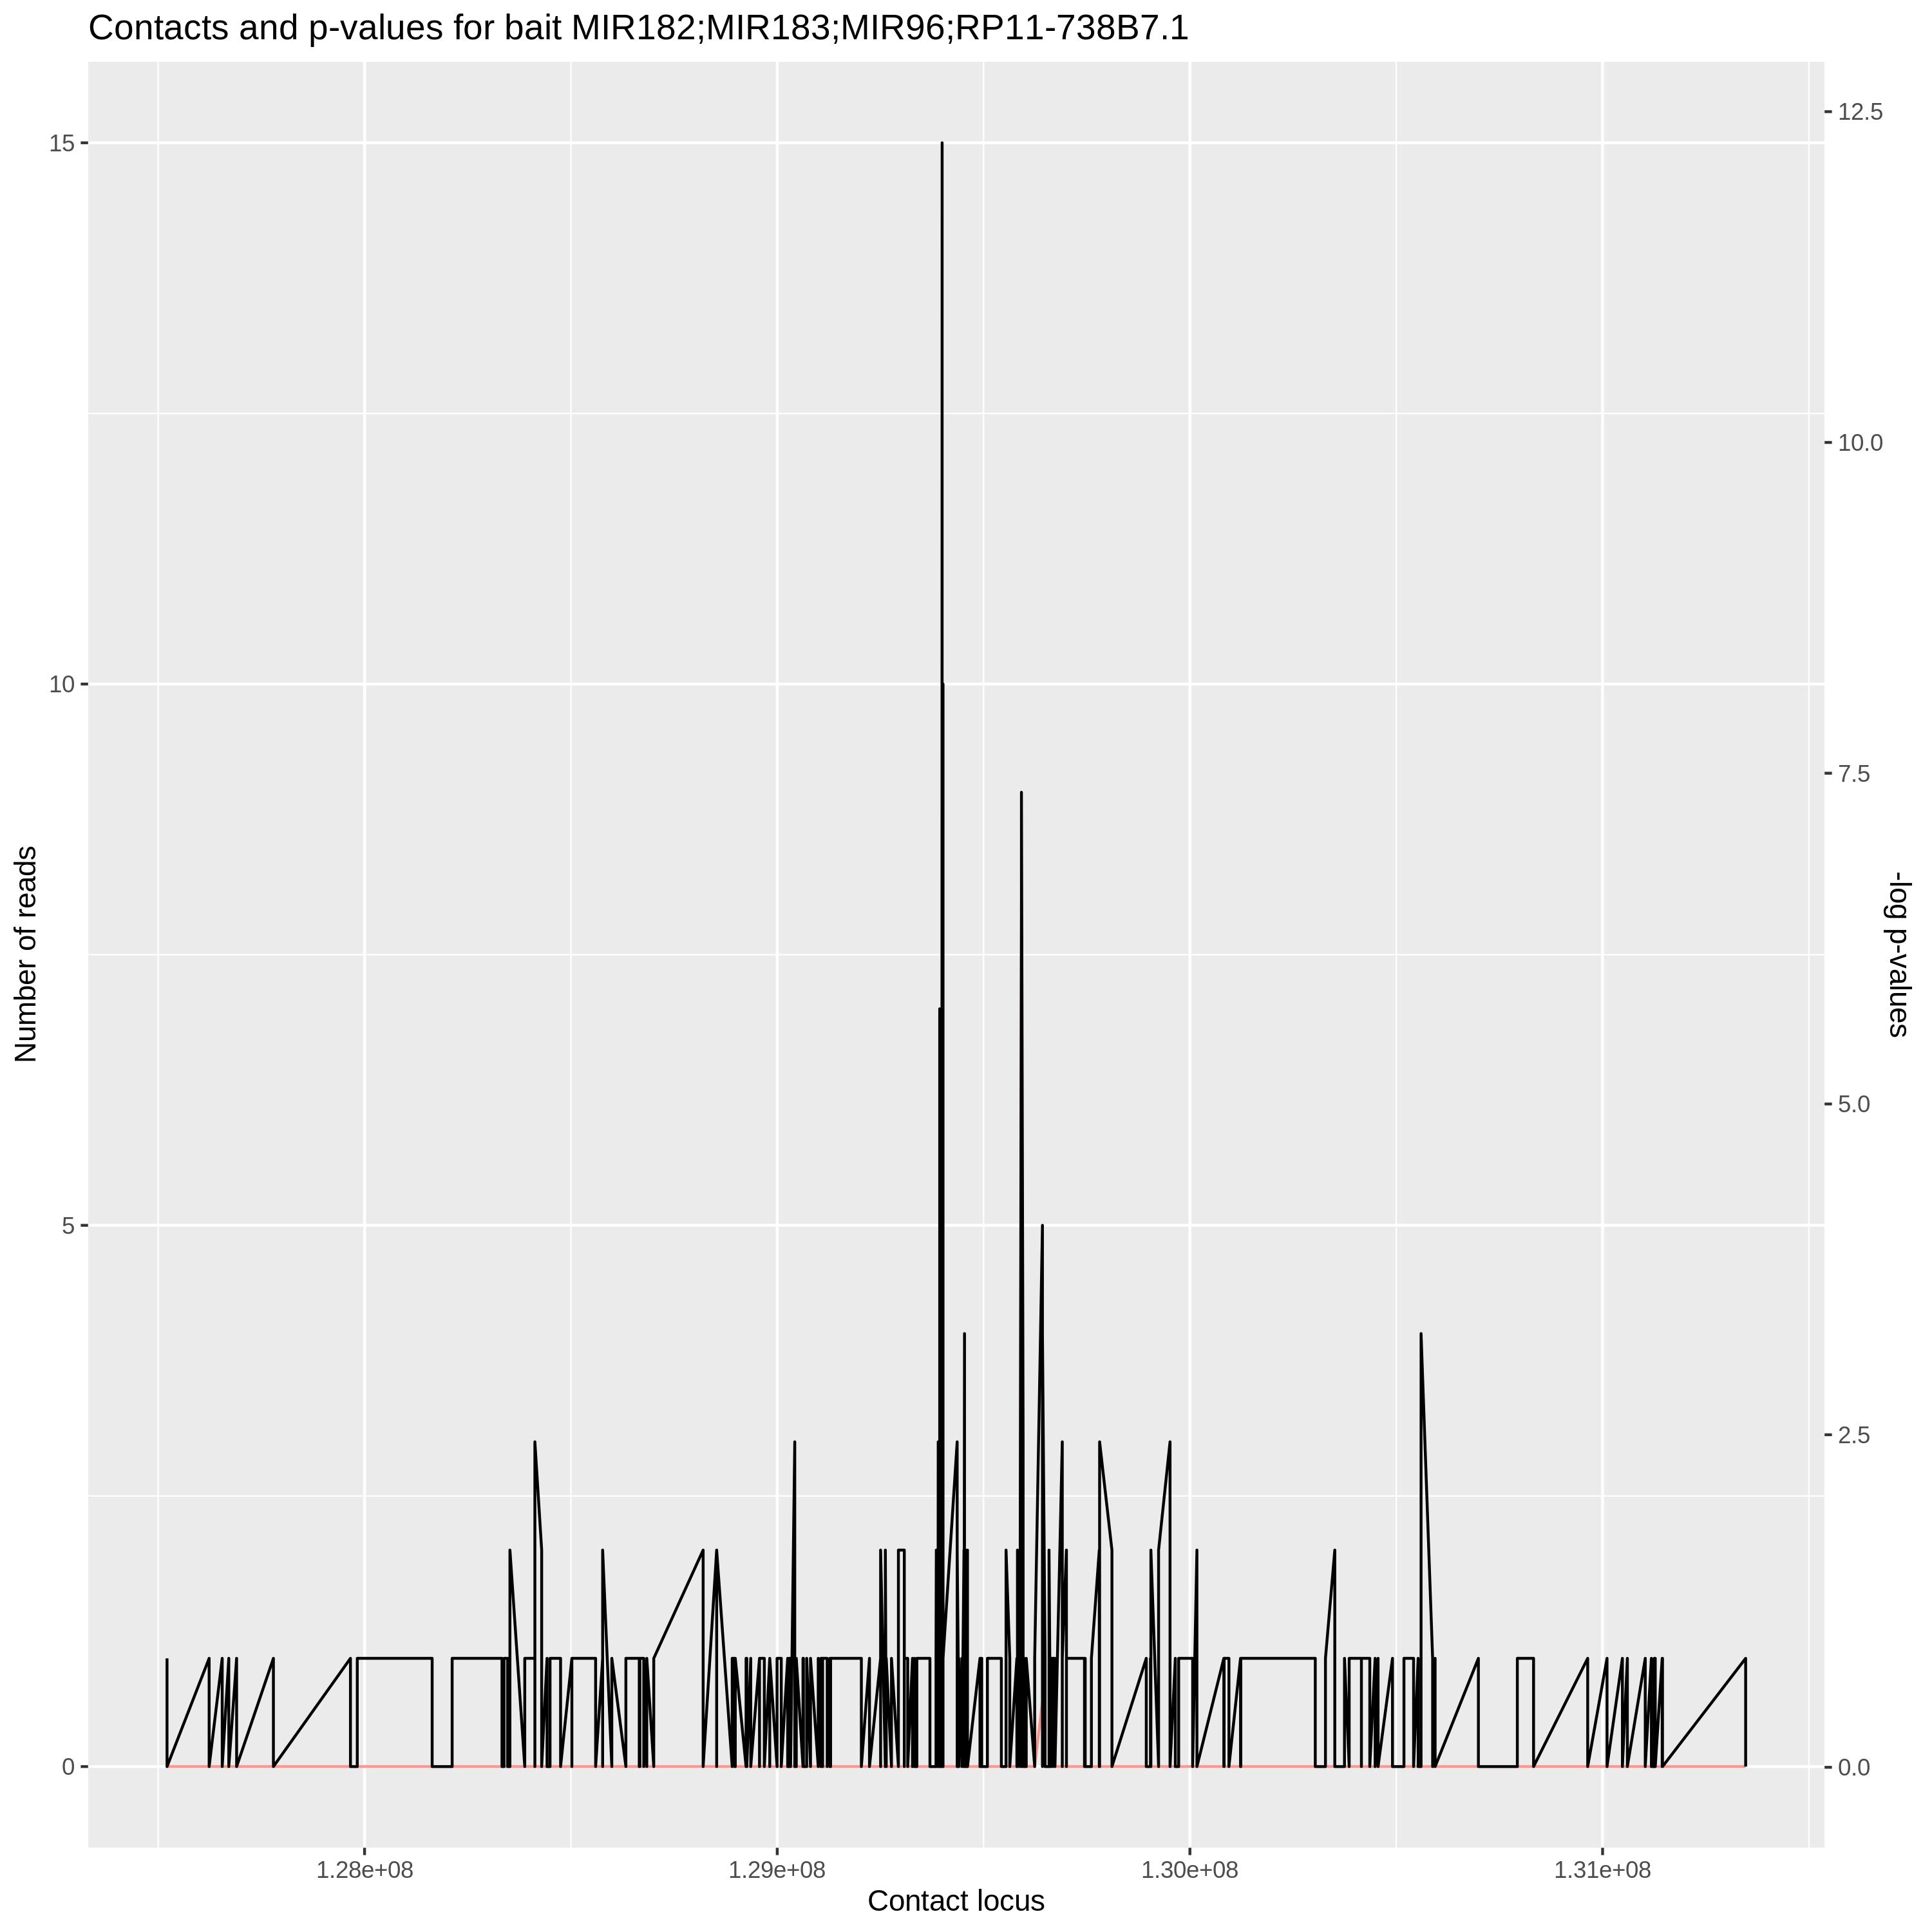 Contacts and p-values for bait MIR182;MIR183;MIR96;RP11-738B7.1
15
10
5
0
Number of reads
12.5
10.0
7.5
5.0
2.5
0.0
-log p-values
1.28e+08
1.29e+08
1.30e+08
1.31e+08
Contact locus